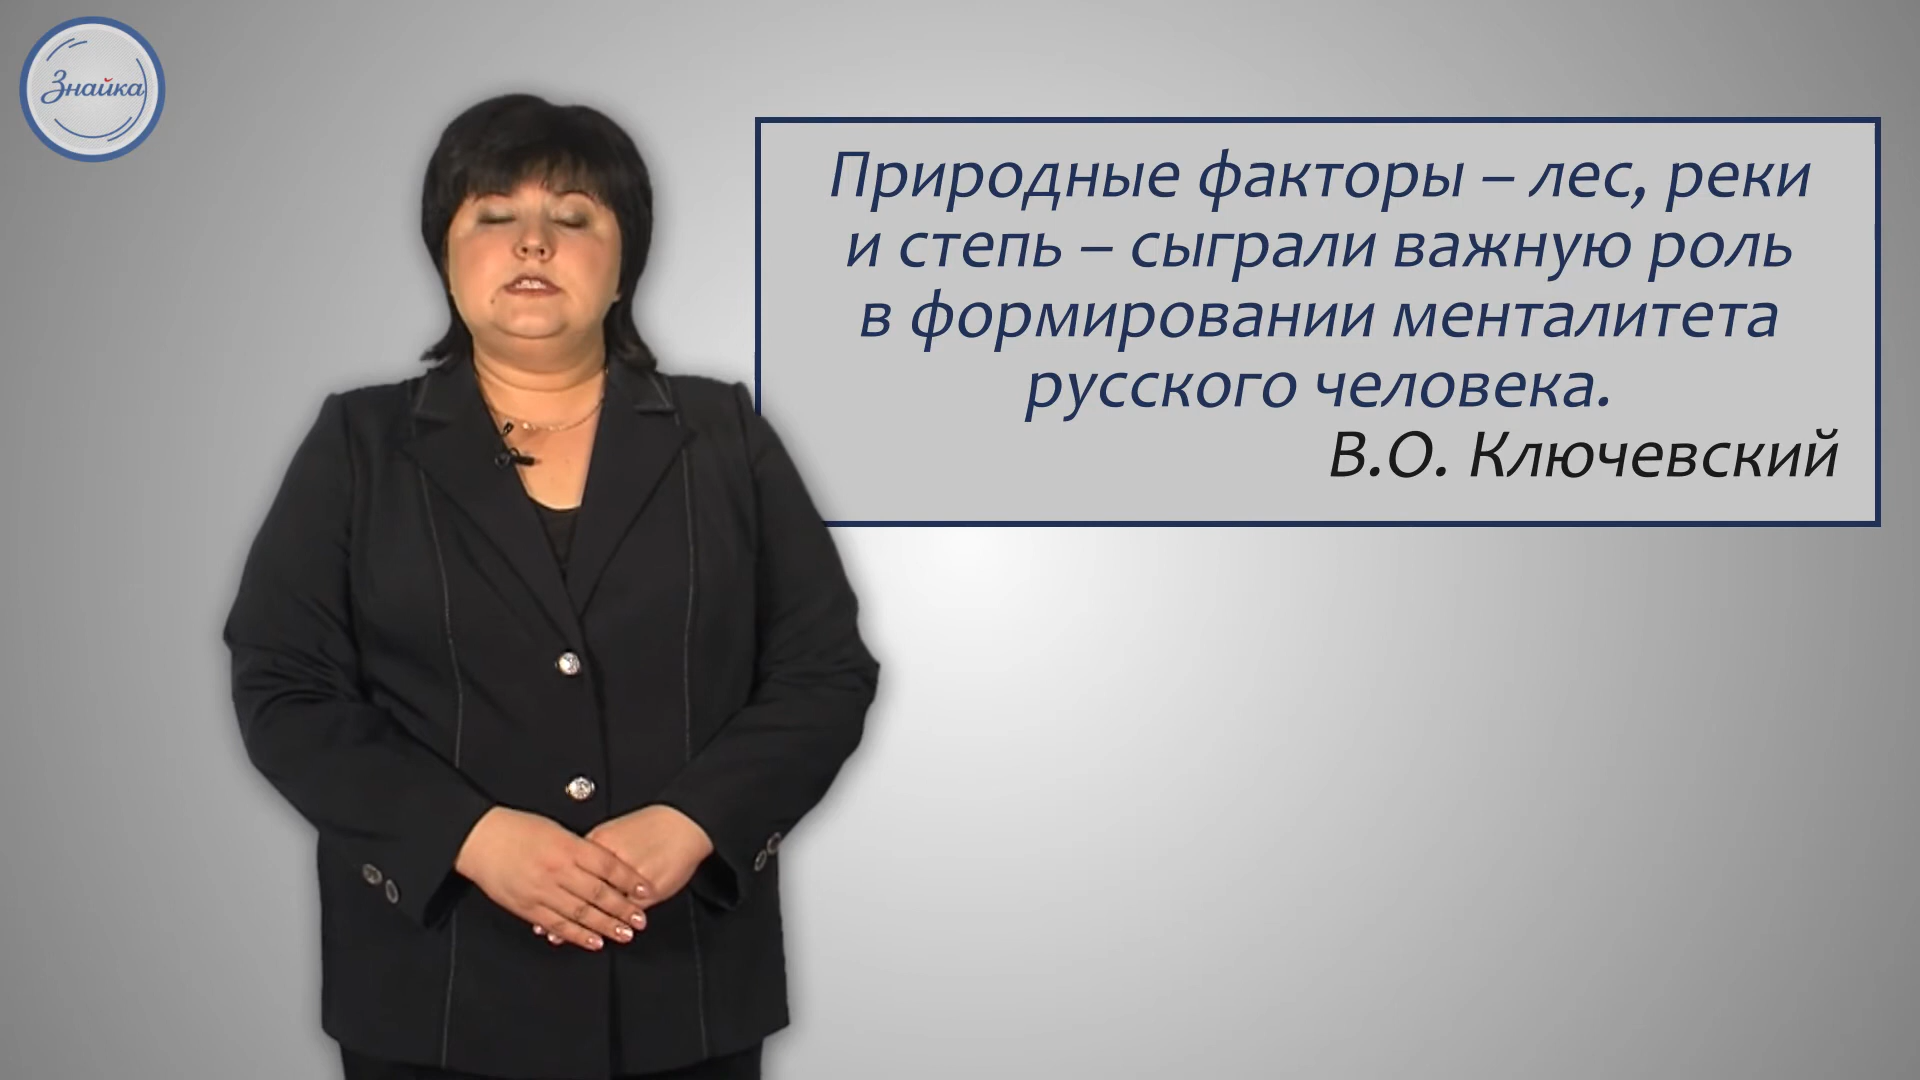 Знайка
Природные факторы – лес, реки
и степь – сыграли важную роль
в формировании менталитета
русского человека.
В.О. Ключевский